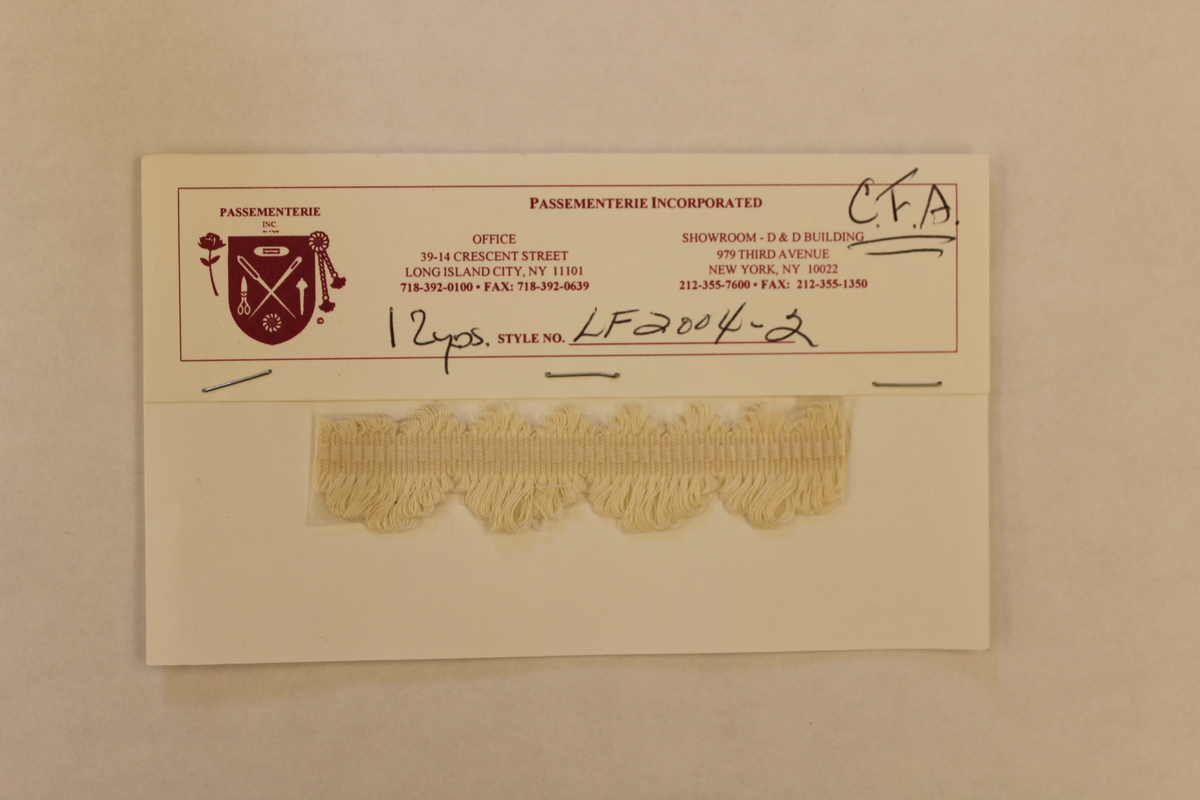 PASSEMENTERIE
INC.
PASSEMENTERIE INCORPORATED
C.F.A.
OFFICE
39-14 CRESCENT STREET
LONG ISLAND CITY, NY 11101
718-392-0100 • FAX: 718-392-0639
SHOWROOM - D & D BUILDING
979 THIRD AVENUE
NEW YORK, NY 10022
212-355-7600 • FAX: 212-355-1350
12yds. STYLE NO. LF2004-2
©